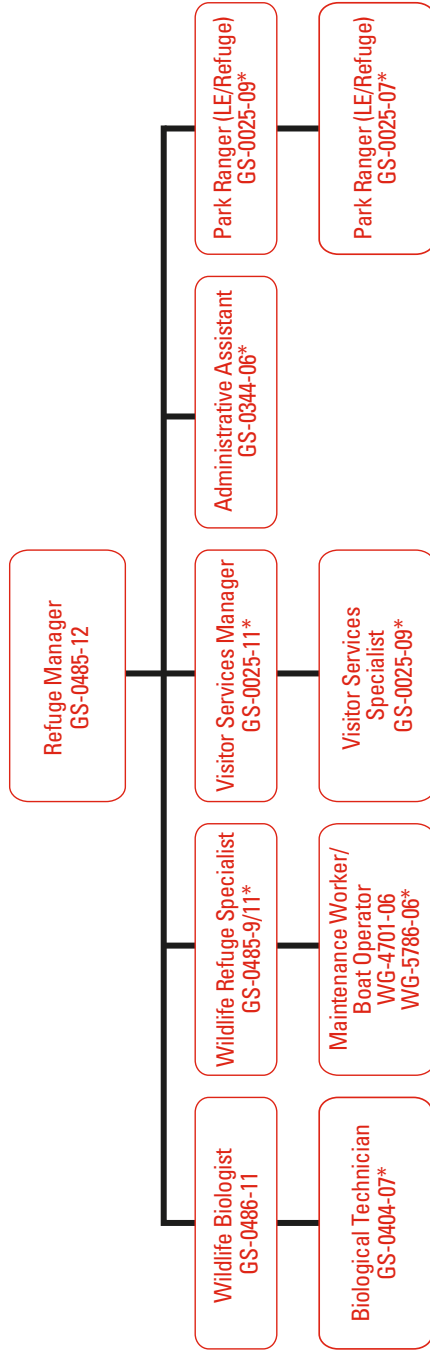 Refuge Manager
GS-0485-12
Wildlife Biologist
GS-0486-11
Wildlife Refuge Specialist
GS-0485-9/11*
Visitor Services Manager
GS-0025-11*
Administrative Assistant
GS-0344-06*
Park Ranger (LE/Refuge)
GS-0025-09*
Biological Technician
GS-0404-07*
Maintenance Worker/
Boat Operator
WG-4701-06
WG-5786-06*
Visitor Services
Specialist
GS-0025-09*
Park Ranger (LE/Refuge)
GS-0025-07*